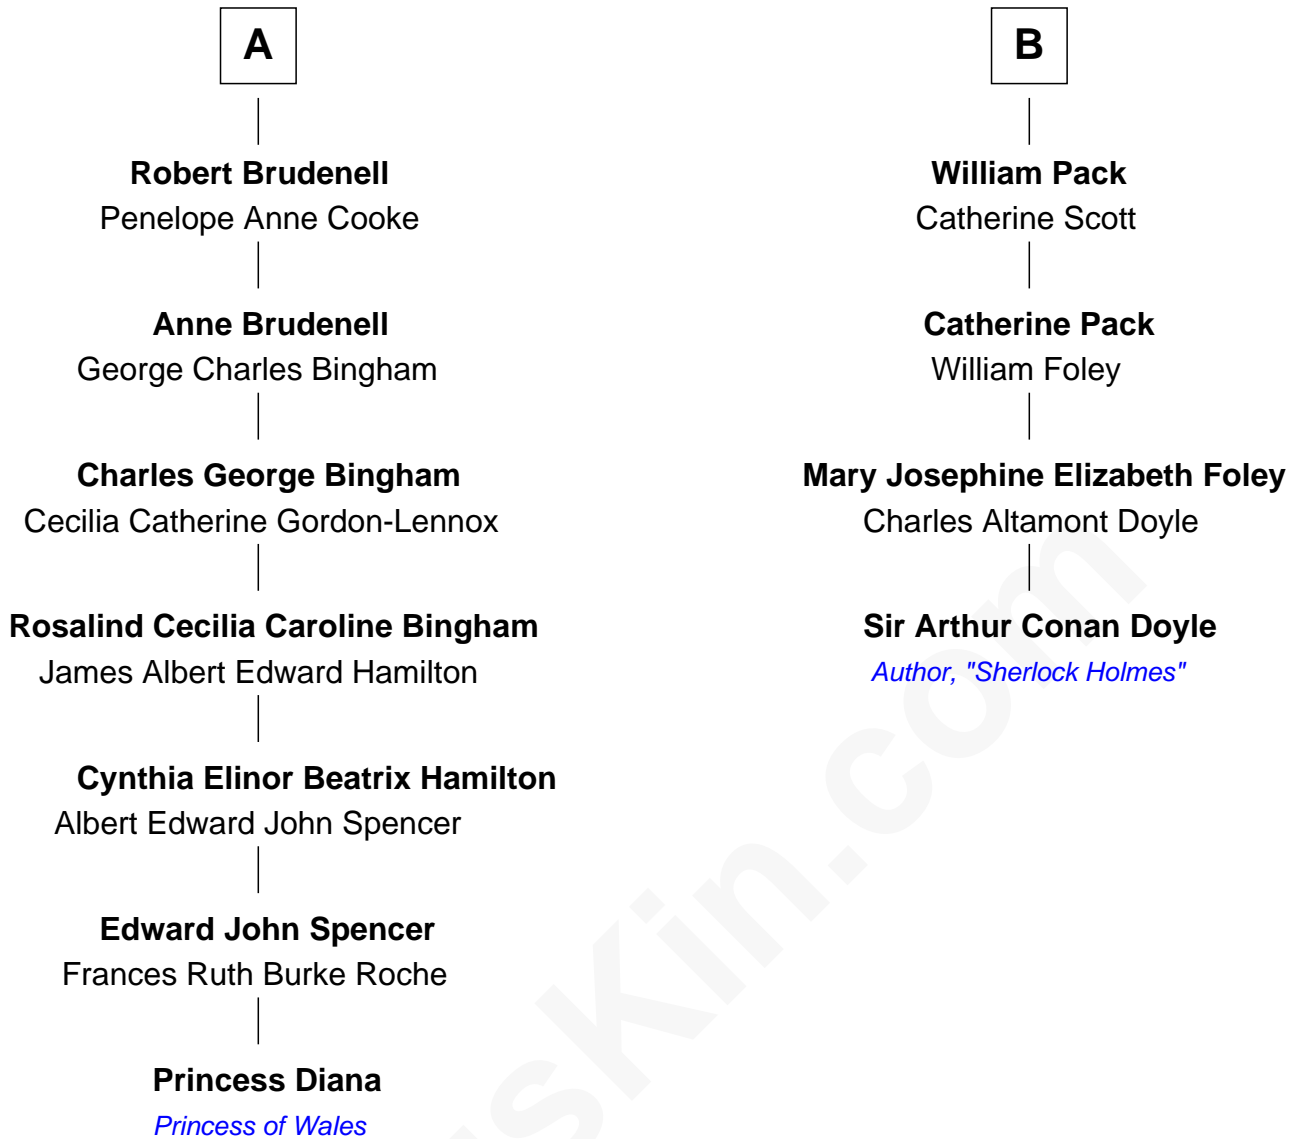 A
Robert Brudenell
Penelope Anne Cooke
Anne Brudenell
George Charles Bingham
Charles George Bingham
Cecilia Catherine Gordon-Lennox
Rosalind Cecilia Caroline Bingham
James Albert Edward Hamilton
Cynthia Elinor Beatrix Hamilton
Albert Edward John Spencer
Edward John Spencer
Frances Ruth Burke Roche
Princess Diana
Princess of Wales
B
William Pack
Catherine Scott
Catherine Pack
William Foley
Mary Josephine Elizabeth Foley
Charles Altamont Doyle
Sir Arthur Conan Doyle
Author, "Sherlock Holmes"
sKin.com